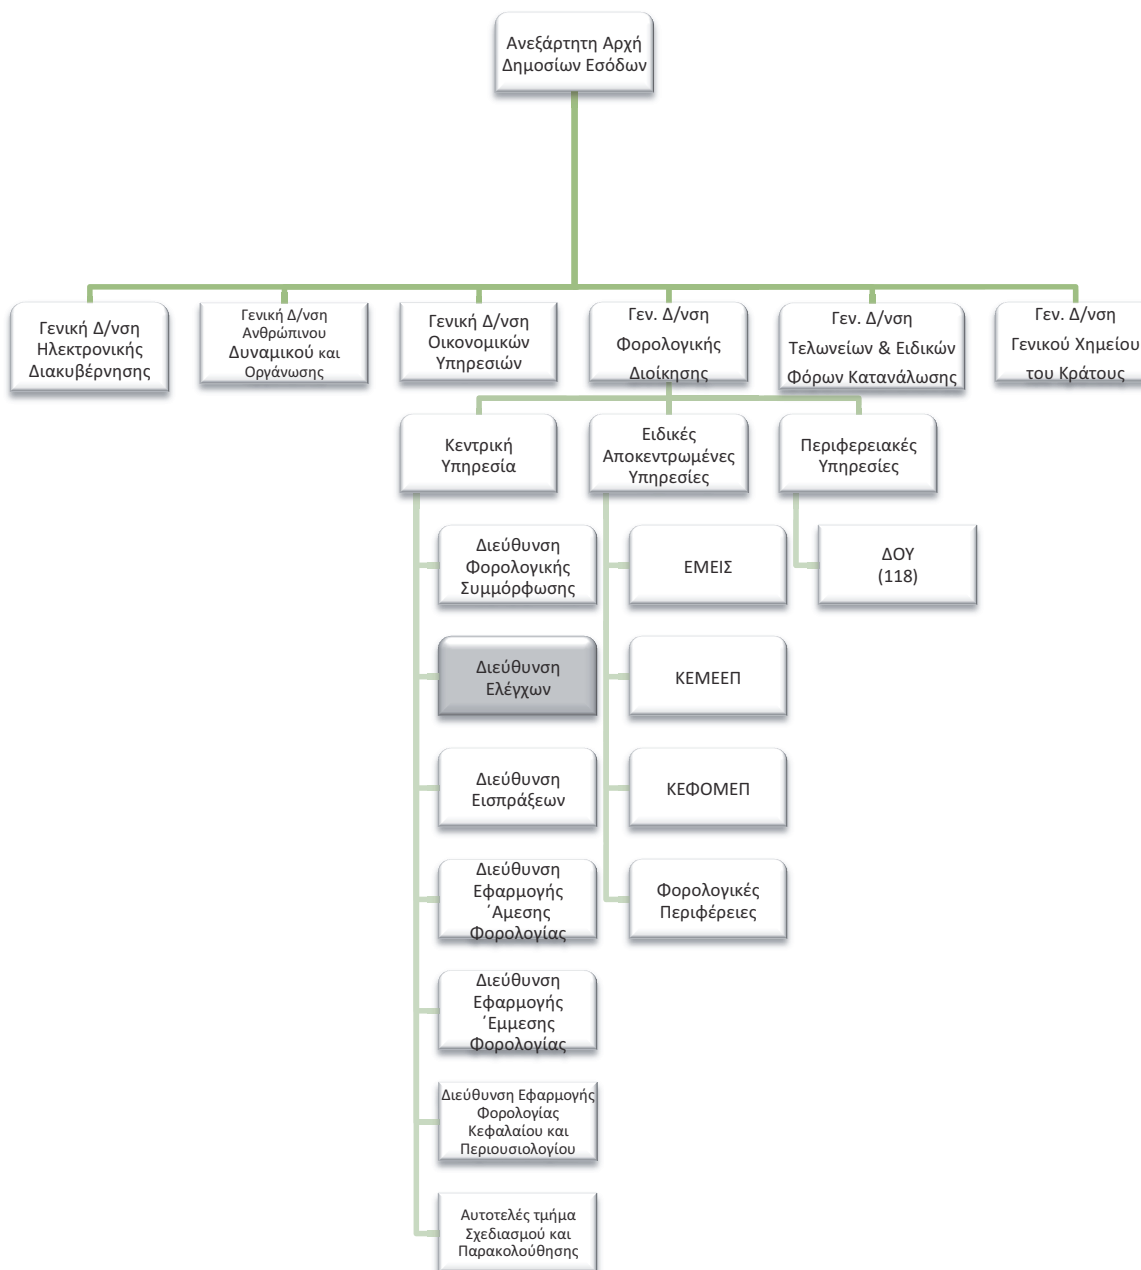 Ανεξάρτητη Αρχή
Δημοσίων Εσόδων
Γενική Δ/νση
Ηλεκτρονικής
Διακυβέρνησης
Γενική Δ/νση
Ανθρώπινου
Δυναμικού και
Οργάνωσης
Γενική Δ/νση
Οικονομικών
Υπηρεσιών
Γεν. Δ/νση
Φορολογικής
Διοίκησης
Γεν. Δ/νση
Τελωνείων & Ειδικών
Φόρων Κατανάλωσης
Γεν. Δ/νση
Γενικού Χημείου
του Κράτους
Κεντρική
Υπηρεσία
Ειδικές
Αποκεντρωμένες
Υπηρεσίες
Περιφερειακές
Υπηρεσίες
Διεύθυνση
Φορολογικής
Συμμόρφωσης
ΕΜΕΙΣ
ΔΟΥ
(118)
Διεύθυνση
Ελέγχων
ΚΕΜΕΕΠ
Διεύθυνση
Εισπράξεων
ΚΕΦΟΜΕΠ
Διεύθυνση
Εφαρμογής
΄Αμεσης
Φορολογίας
Φορολογικές
Περιφέρειες
Διεύθυνση
Εφαρμογής
΄Εμμεσης
Φορολογίας
Διεύθυνση Εφαρμογής
Φορολογίας
Κεφαλαίου και
Περιουσιολογίου
Αυτοτελές τμήμα
Σχεδιασμού και
Παρακολούθησης